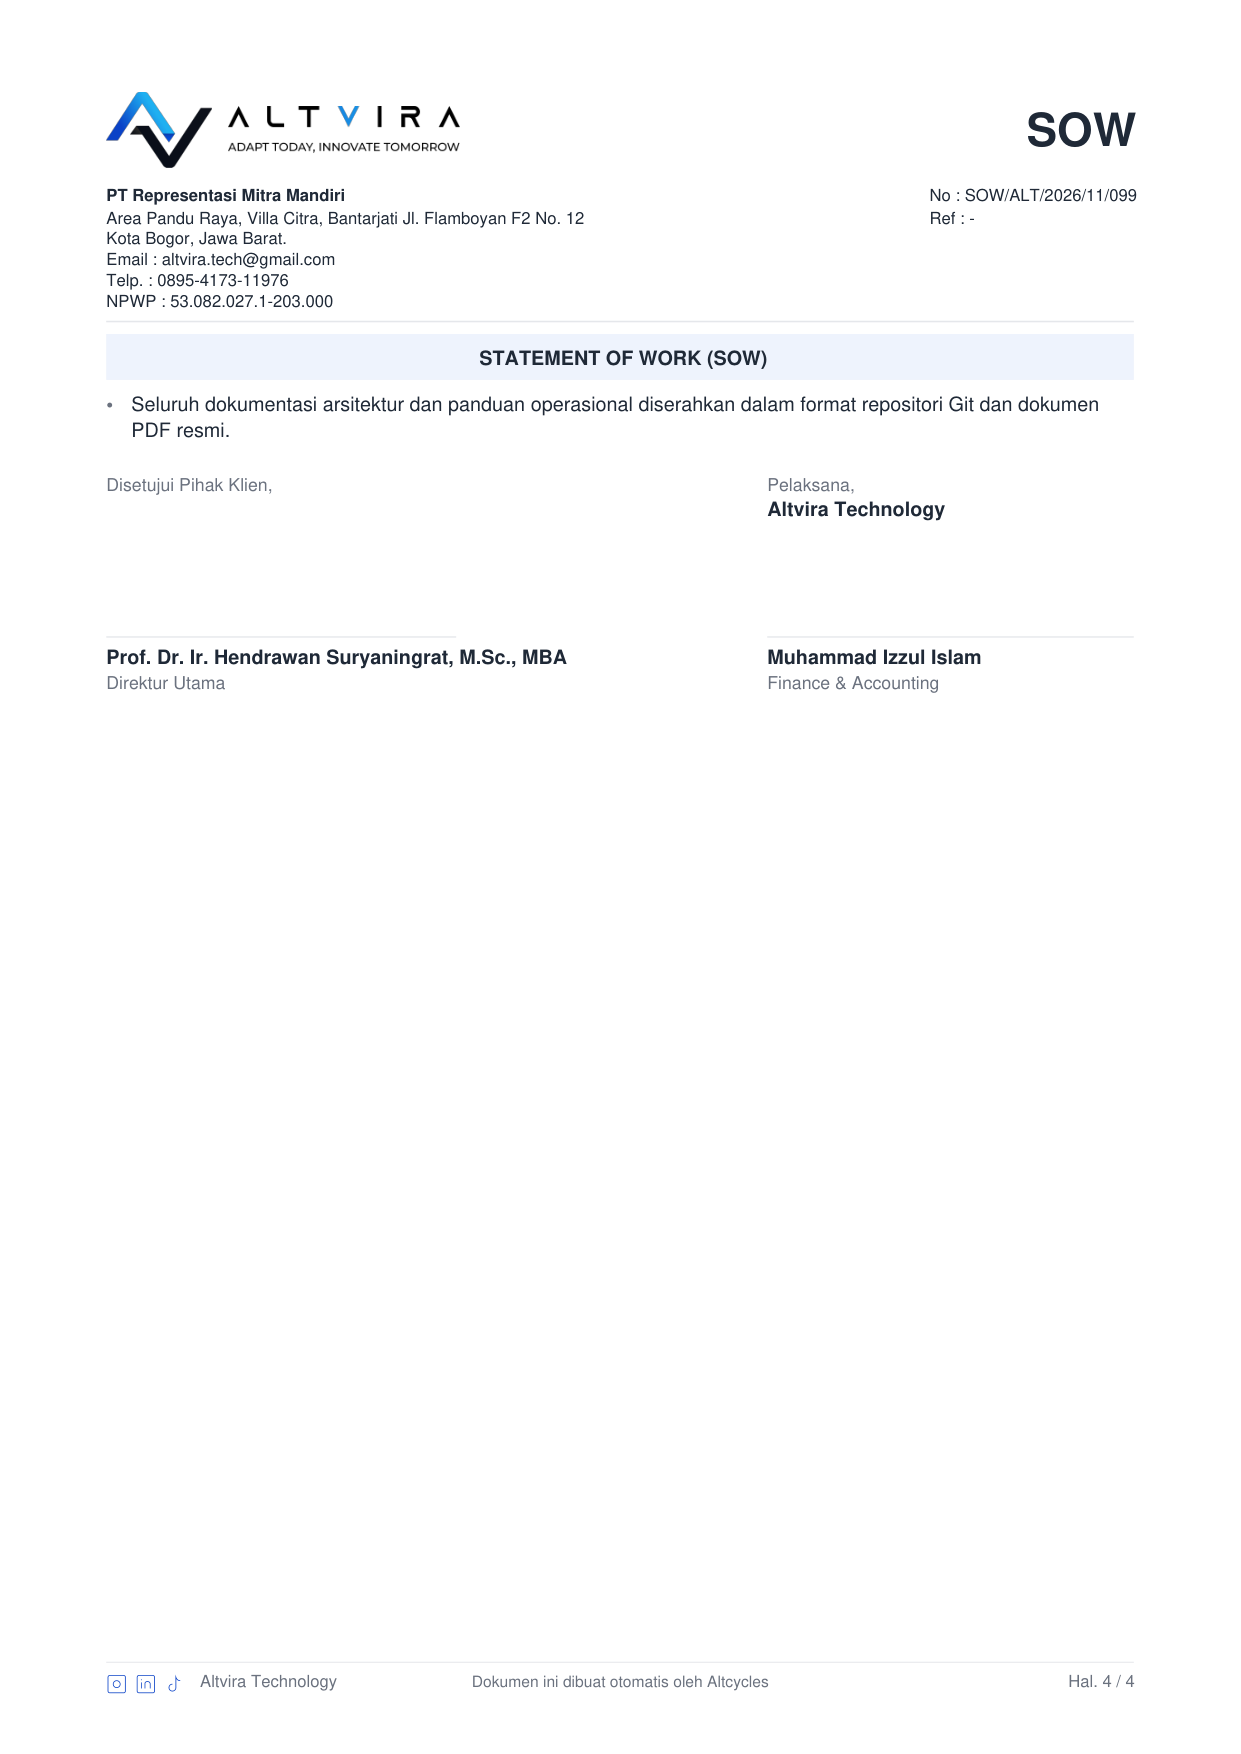 ALTVIRA
ADAPT TODAY, INNOVATE TOMORROW
SOW
PT Representasi Mitra Mandiri
Area Pandu Raya, Villa Citra, Bantarjati Jl. Flamboyan F2 No. 12
Kota Bogor, Jawa Barat.
Email : altvira.tech@gmail.com
Telp. : 0895-4173-11976
NPWP : 53.082.027.1-203.000
No : SOW/ALT/2026/11/099
Ref : -
STATEMENT OF WORK (SOW)
• Seluruh dokumentasi arsitektur dan panduan operasional diserahkan dalam format repositori Git dan dokumen
PDF resmi.
Disetujui Pihak Klien,
Prof. Dr. Ir. Hendrawan Suryaningrat, M.Sc., MBA
Direktur Utama
Pelaksana,
Altvira Technology
Muhammad Izzul Islam
Finance & Accounting
Altvira Technology
Dokumen ini dibuat otomatis oleh Altcycles
Hal. 4 / 4